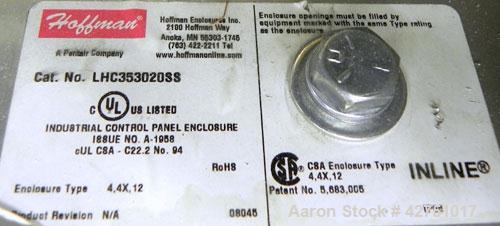 Hoffman®
A Pentair Company
Hoffman Enclosures Inc.
2100 Hoffman Way
Anoka, MN 55303-1745
(763) 422-2211 Tel
www.hoffmanonline.com
Enclosure openings must be filled by
equipment marked with the same Type rating
as the enclosure.
Cat. No. LHC353020SS
C UL US LISTED
INDUSTRIAL CONTROL PANEL ENCLOSURE
ISSUE NO. A-1958
cUL CSA - C22.2 No. 94
RoHS
Enclosure Type 4,4X,12
Product Revision N/A 08045
SA® CSA Enclosure Type
4,4X,12
INLINE®
Patent No. 5,683,005
Aaron Stock # 42791017